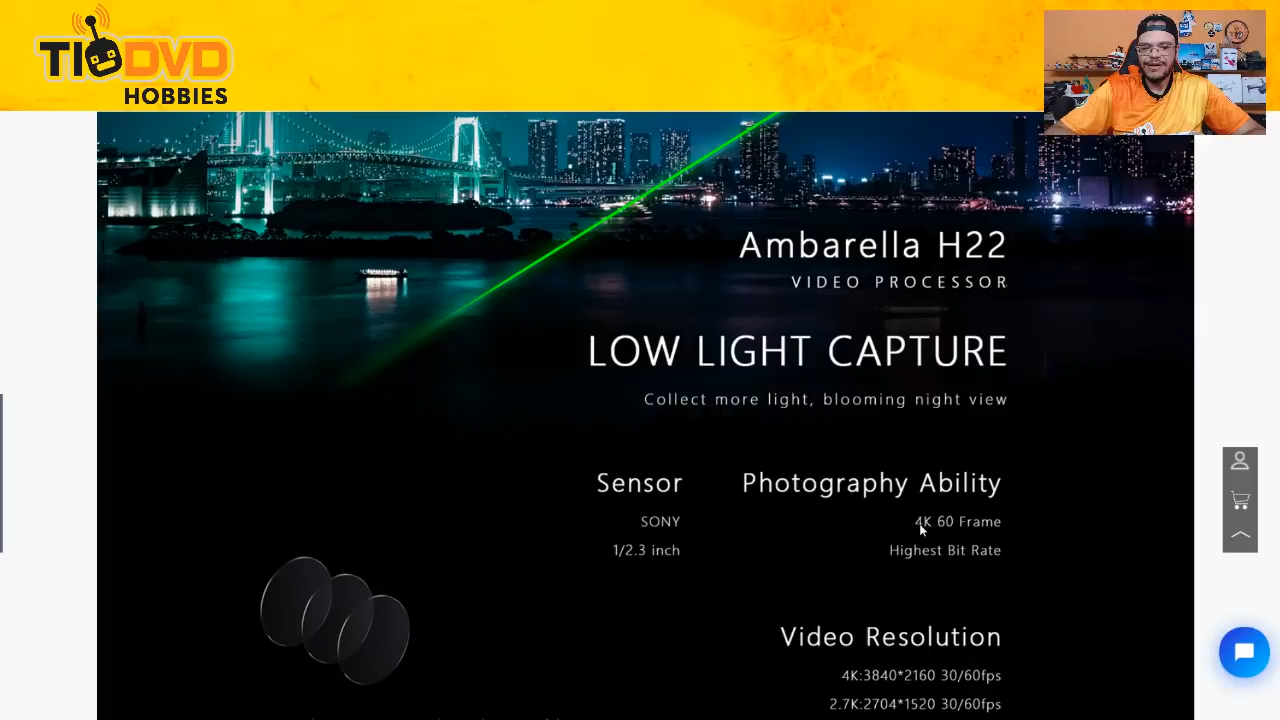 TIODVD
HOBBIES
Ambarella H22
VIDEO PROCESSOR
LOW LIGHT CAPTURE
Collect more light, blooming night view
Sensor
SONY
1/2.3 inch
Photography Ability
4K 60 Frame
Highest Bit Rate
Video Resolution
4K:3840*2160 30/60fps
2.7K:2704*1520 30/60fps